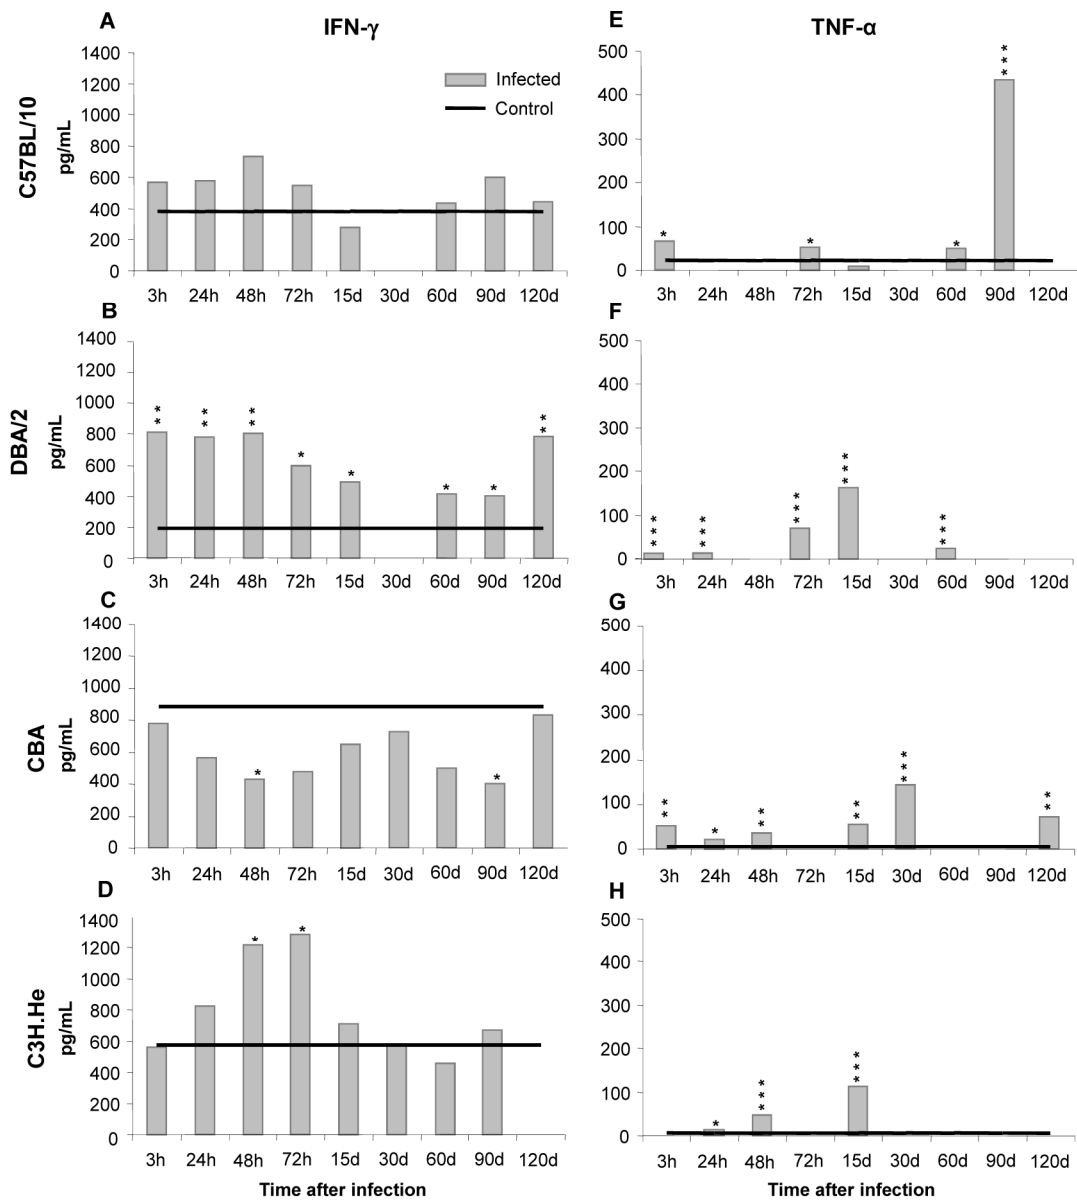 A
IFN-γ
C57BL/10
pg/mL
1400
1200
1000
800
600
400
200
0
Infected
Control
3h 24h 48h 72h 15d 30d 60d 90d 120d
E
TNF-α
500
400
300
200
100
0
* * * * * *
3h 24h 48h 72h 15d 30d 60d 90d 120d
B
DBA/2
pg/mL
1400
1200
1000
800
600
400
200
0
** ** ** * * * * **
3h 24h 48h 72h 15d 30d 60d 90d 120d
F
500
400
300
200
100
0
*** *** *** *** ***
3h 24h 48h 72h 15d 30d 60d 90d 120d
C
CBA
pg/mL
1400
1200
1000
800
600
400
200
0
* *
3h 24h 48h 72h 15d 30d 60d 90d 120d
G
500
400
300
200
100
0
** * ** ** *** **
3h 24h 48h 72h 15d 30d 60d 90d 120d
D
C3H.He
pg/mL
1400
1200
1000
800
600
400
200
0
* *
3h 24h 48h 72h 15d 30d 60d 90d 120d
Time after infection
H
500
400
300
200
100
0
* *** ***
3h 24h 48h 72h 15d 30d 60d 90d 120d
Time after infection